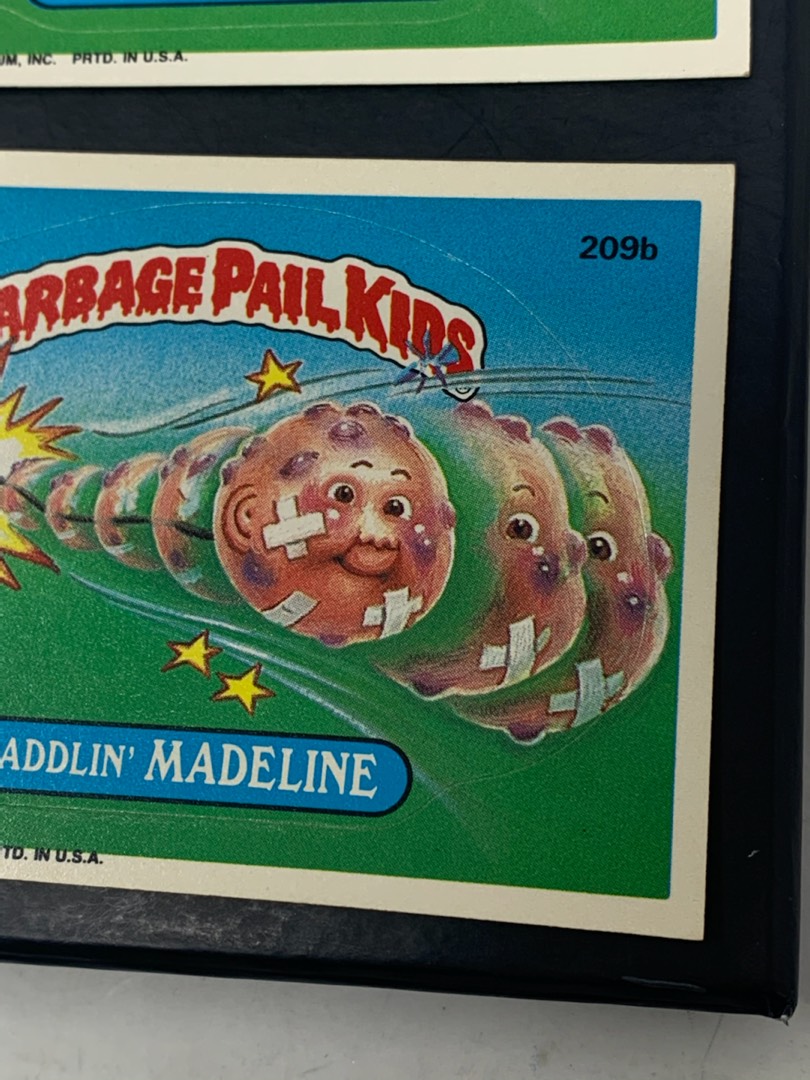 UM, INC. PRTD. IN U.S.A.
209b
ARBAGE PAIL KIDS
ADDLIN' MADELINE
TD. IN U.S.A.